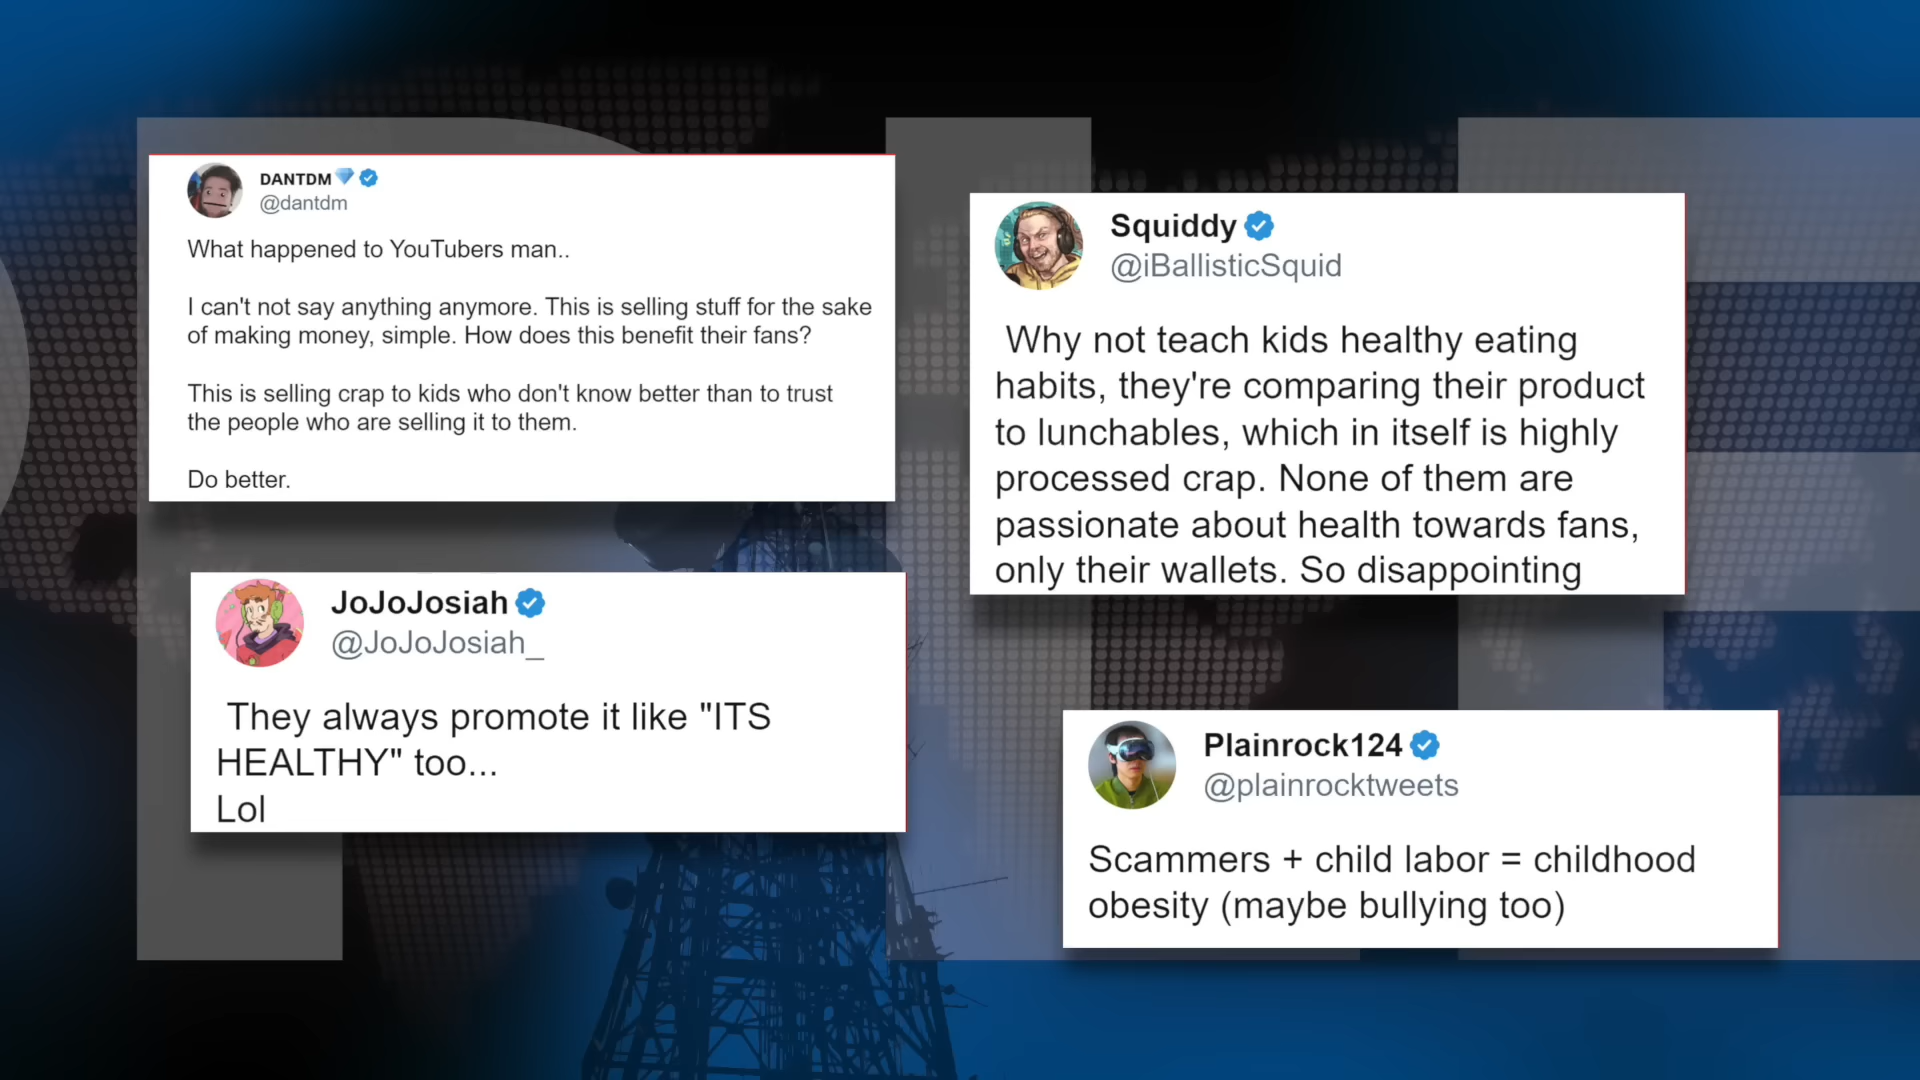 DANTDM
@dantdm
What happened to YouTubers man..
I can't not say anything anymore. This is selling stuff for the sake
of making money, simple. How does this benefit their fans?
This is selling crap to kids who don't know better than to trust
the people who are selling it to them.
Do better.
Squiddy
@iBallisticSquid
Why not teach kids healthy eating
habits, they're comparing their product
to lunchables, which in itself is highly
processed crap. None of them are
passionate about health towards fans,
only their wallets. So disappointing
JoJoJosiah
@JoJoJosiah_
They always promote it like "ITS
HEALTHY" too...
Lol
Plainrock124
@plainrocktweets
Scammers + child labor = childhood
obesity (maybe bullying too)